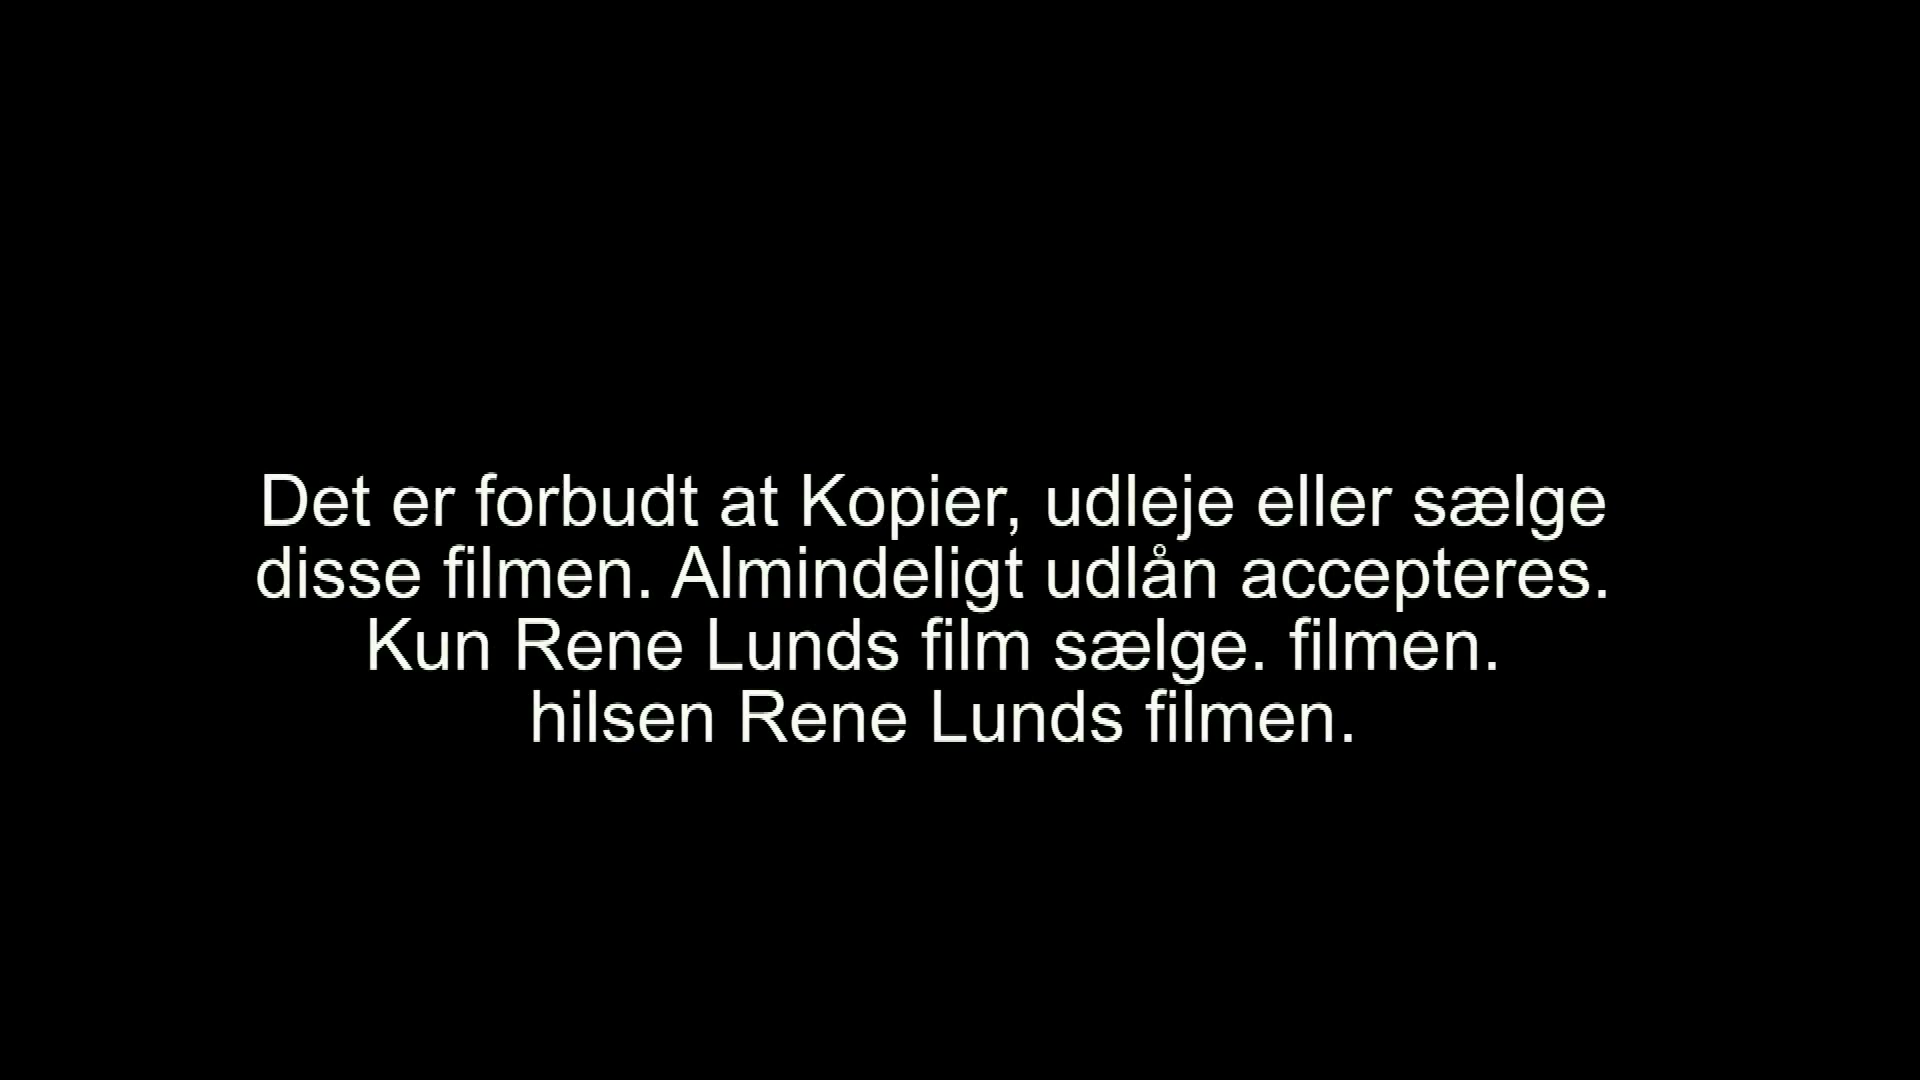 Det er forbudt at Kopier, udleje eller sælge
disse filmen. Almindeligt udlån accepteres.
Kun Rene Lunds film sælge. filmen.
hilsen Rene Lunds filmen.